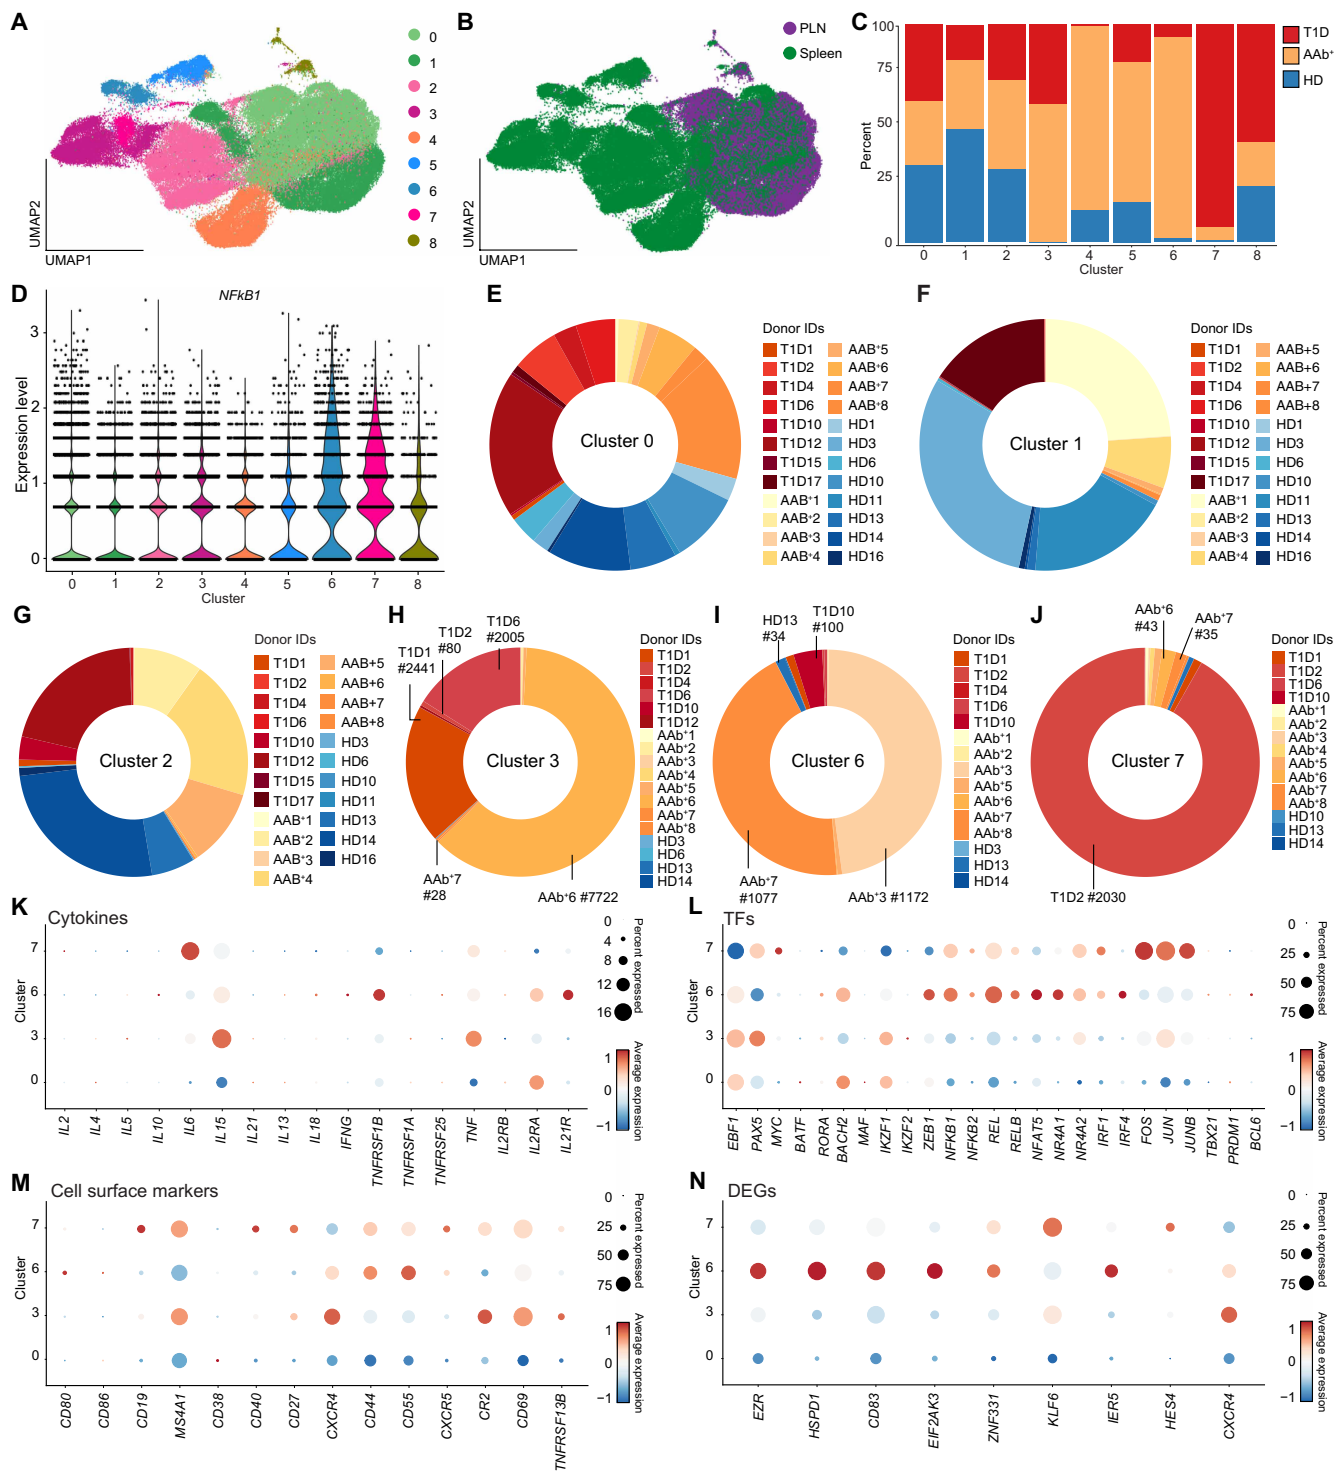 A
UMAP2
UMAP1
0
1
2
3
4
5
6
7
8
B
UMAP2
UMAP1
PLN
Spleen
C
Percent
100
75
50
25
0
0 1 2 3 4 5 6 7 8
Cluster
T1D
AAb⁺
HD
D
NFkB1
Expression level
3
2
1
0
0 1 2 3 4 5 6 7 8
Cluster
E
Cluster 0
Donor IDs
T1D1 AAB⁺5
T1D2 AAB⁺6
T1D4 AAB⁺7
T1D6 AAB⁺8
T1D10 HD1
T1D12 HD3
T1D15 HD6
T1D17 HD10
AAB⁺1 HD11
AAB⁺2 HD13
AAB⁺3 HD14
AAB⁺4 HD16
F
Cluster 1
Donor IDs
T1D1 AAB+5
T1D2 AAB+6
T1D4 AAB+7
T1D6 AAB+8
T1D10 HD1
T1D12 HD3
T1D15 HD6
T1D17 HD10
AAB⁺1 HD11
AAB⁺2 HD13
AAB⁺3 HD14
AAB⁺4 HD16
G
Cluster 2
Donor IDs
T1D1 AAB+5
T1D2 AAB+6
T1D4 AAB+7
T1D6 AAB+8
T1D10 HD3
T1D12 HD6
T1D15 HD10
T1D17 HD11
AAB⁺1 HD13
AAB⁺2 HD14
AAB⁺3 HD16
AAB⁺4
H
T1D1
#2441
T1D2
#80
T1D6
#2005
Cluster 3
AAb⁺7
#28
AAb⁺6 #7722
Donor IDs
T1D1
T1D2
T1D4
T1D6
T1D10
T1D12
AAb⁺1
AAb⁺2
AAb⁺3
AAb⁺4
AAb⁺5
AAb⁺6
AAb⁺7
AAb⁺8
HD3
HD6
HD13
HD14
I
HD13
#34
T1D10
#100
Cluster 6
AAb⁺7
#1077
AAb⁺3 #1172
Donor IDs
T1D1
T1D2
T1D4
T1D6
T1D10
AAb⁺1
AAb⁺2
AAb⁺3
AAb⁺5
AAb⁺6
AAb⁺7
AAb⁺8
HD3
HD13
HD14
J
AAb⁺6
#43
AAb⁺7
#35
Cluster 7
T1D2 #2030
Donor IDs
T1D1
T1D2
T1D6
T1D10
AAb⁺1
AAb⁺2
AAb⁺3
AAb⁺4
AAb⁺5
AAb⁺6
AAb⁺7
AAb⁺8
HD10
HD13
HD14
K
Cytokines
Cluster
7
6
3
0
IL2 IL4 IL5 IL10 IL6 IL15 IL21 IL13 IL18 IFNG TNFRSF1B TNFRSF1A TNFRSF25 TNF IL2RB IL2RA IL21R
0
4
8
12
16
Percent expressed
1
0
−1
Average expression
L
TFs
Cluster
7
6
3
0
EBF1 PAX5 MYC BATF RORA BACH2 MAF IKZF1 IKZF2 ZEB1 NFKB1 NFKB2 REL RELB NFAT5 NR4A1 NR4A2 IRF1 IRF4 FOS JUN JUNB TBX21 PRDM1 BCL6
0
25
50
75
Percent expressed
1
0
−1
Average expression
M
Cell surface markers
Cluster
7
6
3
0
CD80 CD86 CD19 MS4A1 CD38 CD40 CD27 CXCR4 CD44 CD55 CXCR5 CR2 CD69 TNFRSF13B
0
25
50
75
Percent expressed
1
0
−1
Average expression
N
DEGs
Cluster
7
6
3
0
EZR HSPD1 CD83 EIF2AK3 ZNF331 KLF6 IER5 HES4 CXCR4
0
25
50
75
Percent expressed
1
0
−1
Average expression